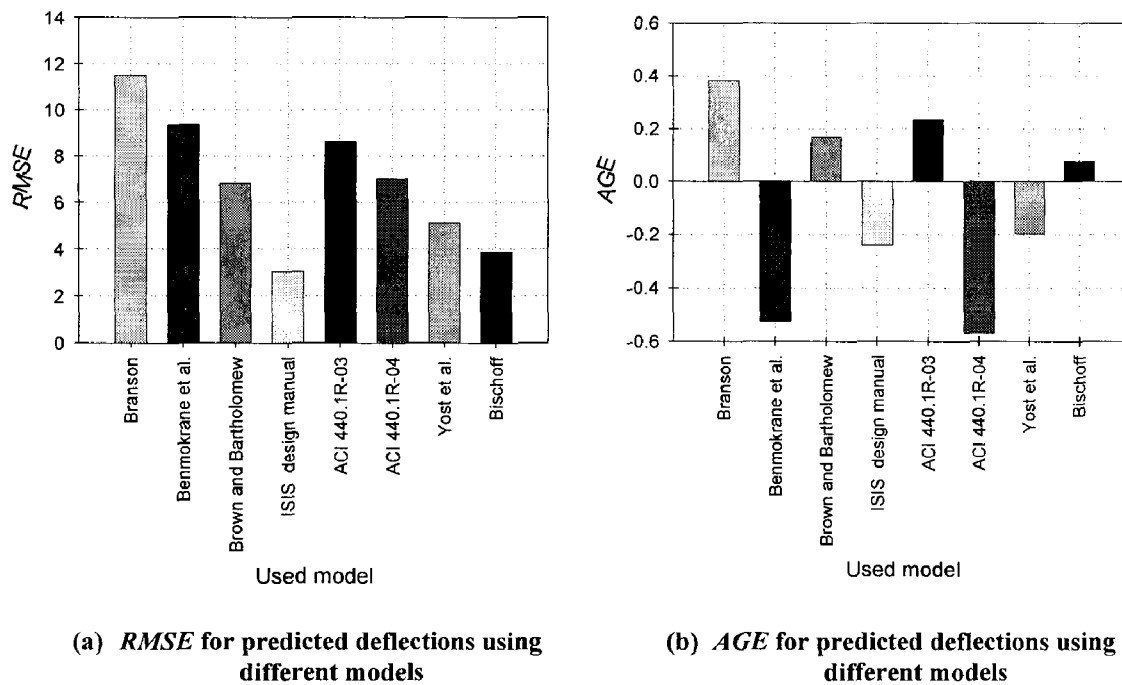 14
12
10
8
6
4
2
0
RMSE
Branson
Benmokrane et al.
Brown and Bartholomew
ISIS design manual
ACI 440.1R-03
ACI 440.1R-04
Yost et al.
Bischoff
Used model
(a) RMSE for predicted deflections using
different models
0.6
0.4
0.2
0.0
-0.2
-0.4
-0.6
AGE
Branson
Benmokrane et al.
Brown and Bartholomew
ISIS design manual
ACI 440.1R-03
ACI 440.1R-04
Yost et al.
Bischoff
Used model
(b) AGE for predicted deflections using
different models